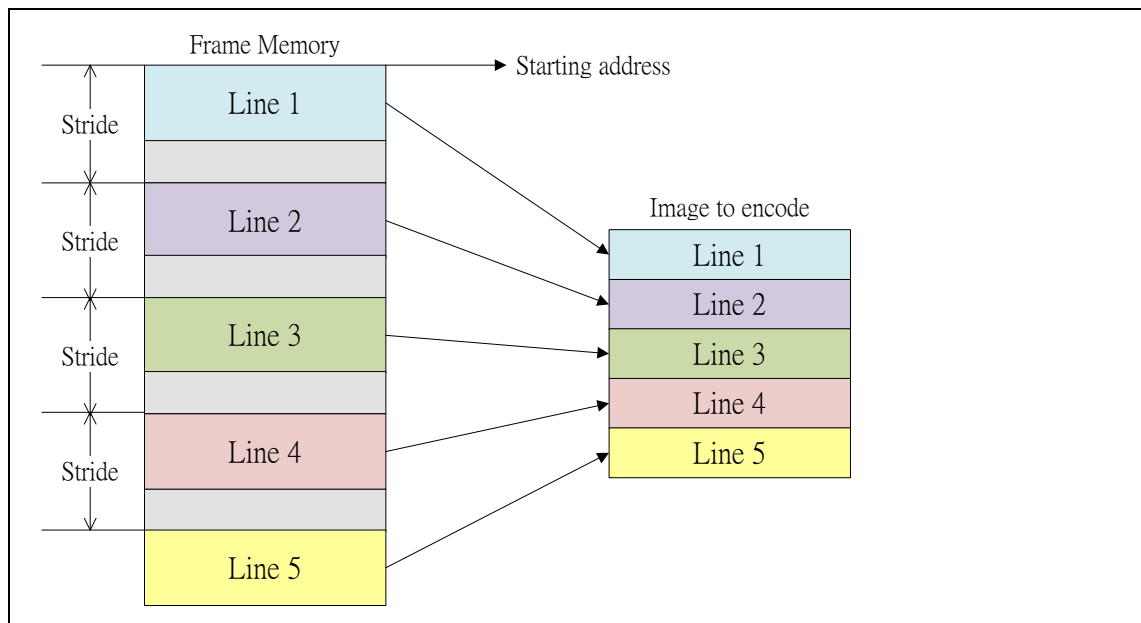 Frame Memory
Starting address
Line 1
Stride
Line 2
Stride
Line 3
Stride
Line 4
Stride
Line 5
Image to encode
Line 1
Line 2
Line 3
Line 4
Line 5